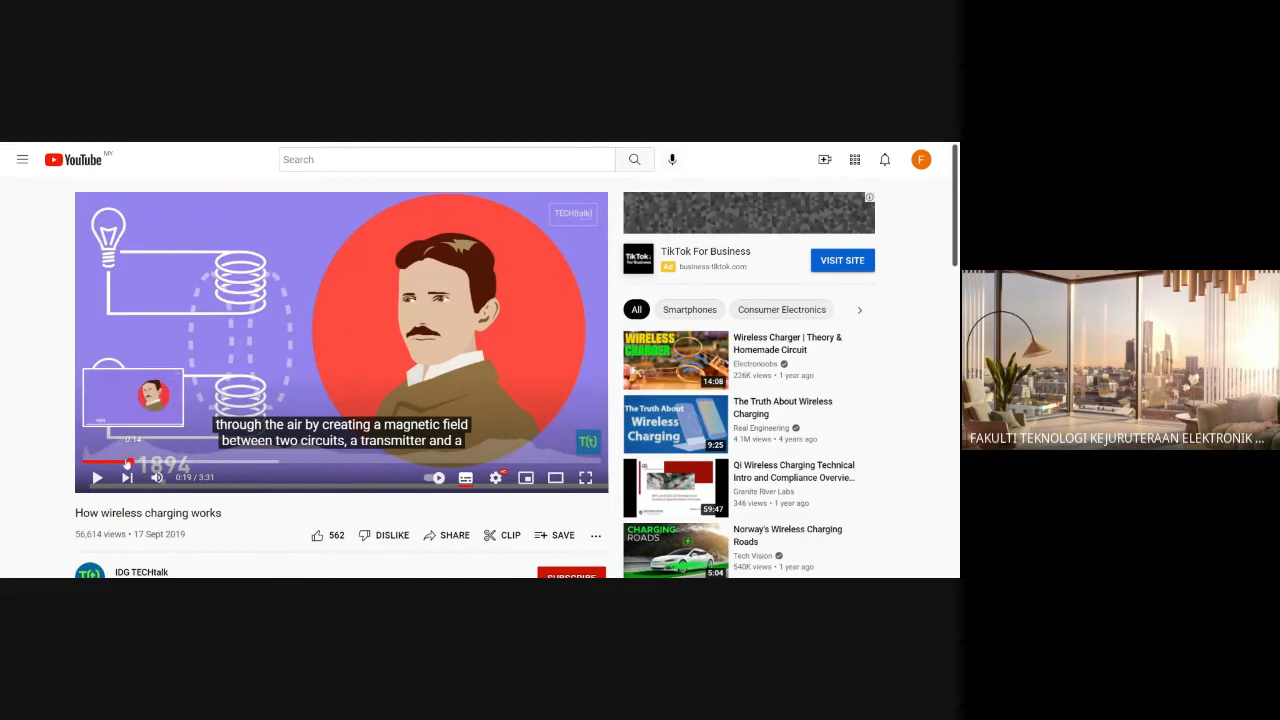 YouTube MY
Search
F
TECH[talk]
through the air by creating a magnetic field
between two circuits, a transmitter and a
0:14
1894
T(t)
0:19 / 3:31
How wireless charging works
56,614 views • 17 Sept 2019
562 DISLIKE SHARE CLIP SAVE
T(t) IDG TECHtalk
SUBSCRIBE
TikTok For Business
Ad business-tiktok.com
VISIT SITE
All Smartphones Consumer Electronics
WIRELESS
CHARGER
14:08
Wireless Charger | Theory &
Homemade Circuit
Electronoobs
226K views • 1 year ago
The Truth About
Wireless
Charging
9:25
The Truth About Wireless
Charging
Real Engineering
4.1M views • 4 years ago
59:47
Qi Wireless Charging Technical
Intro and Compliance Overvie...
Granite River Labs
346 views • 1 year ago
CHARGING
ROADS
5:04
Norway's Wireless Charging
Roads
Tech Vision
540K views • 1 year ago
FAKULTI TEKNOLOGI KEJURUTERAAN ELEKTRONIK ...